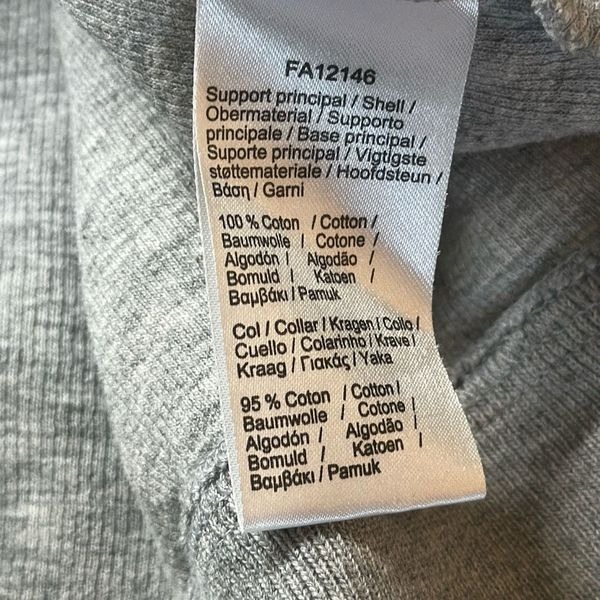 FA12146
Support principal / Shell /
Obermaterial / Supporto
principale / Base principal /
Suporte principal / Vigtigste
støttemateriale / Hoofdsteun /
Βάση / Garni
100 % Coton / Cotton /
Baumwolle / Cotone /
Algodón / Algodão /
Bomuld / Katoen /
Βαμβάκι / Pamuk
Col / Collar / Kragen / Collo /
Cuello / Colarinho / Krave /
Kraag / Γιακάς / Yaka
95 % Coton / Cotton /
Baumwolle / Cotone /
Algodón / Algodão /
Bomuld / Katoen /
Βαμβάκι / Pamuk